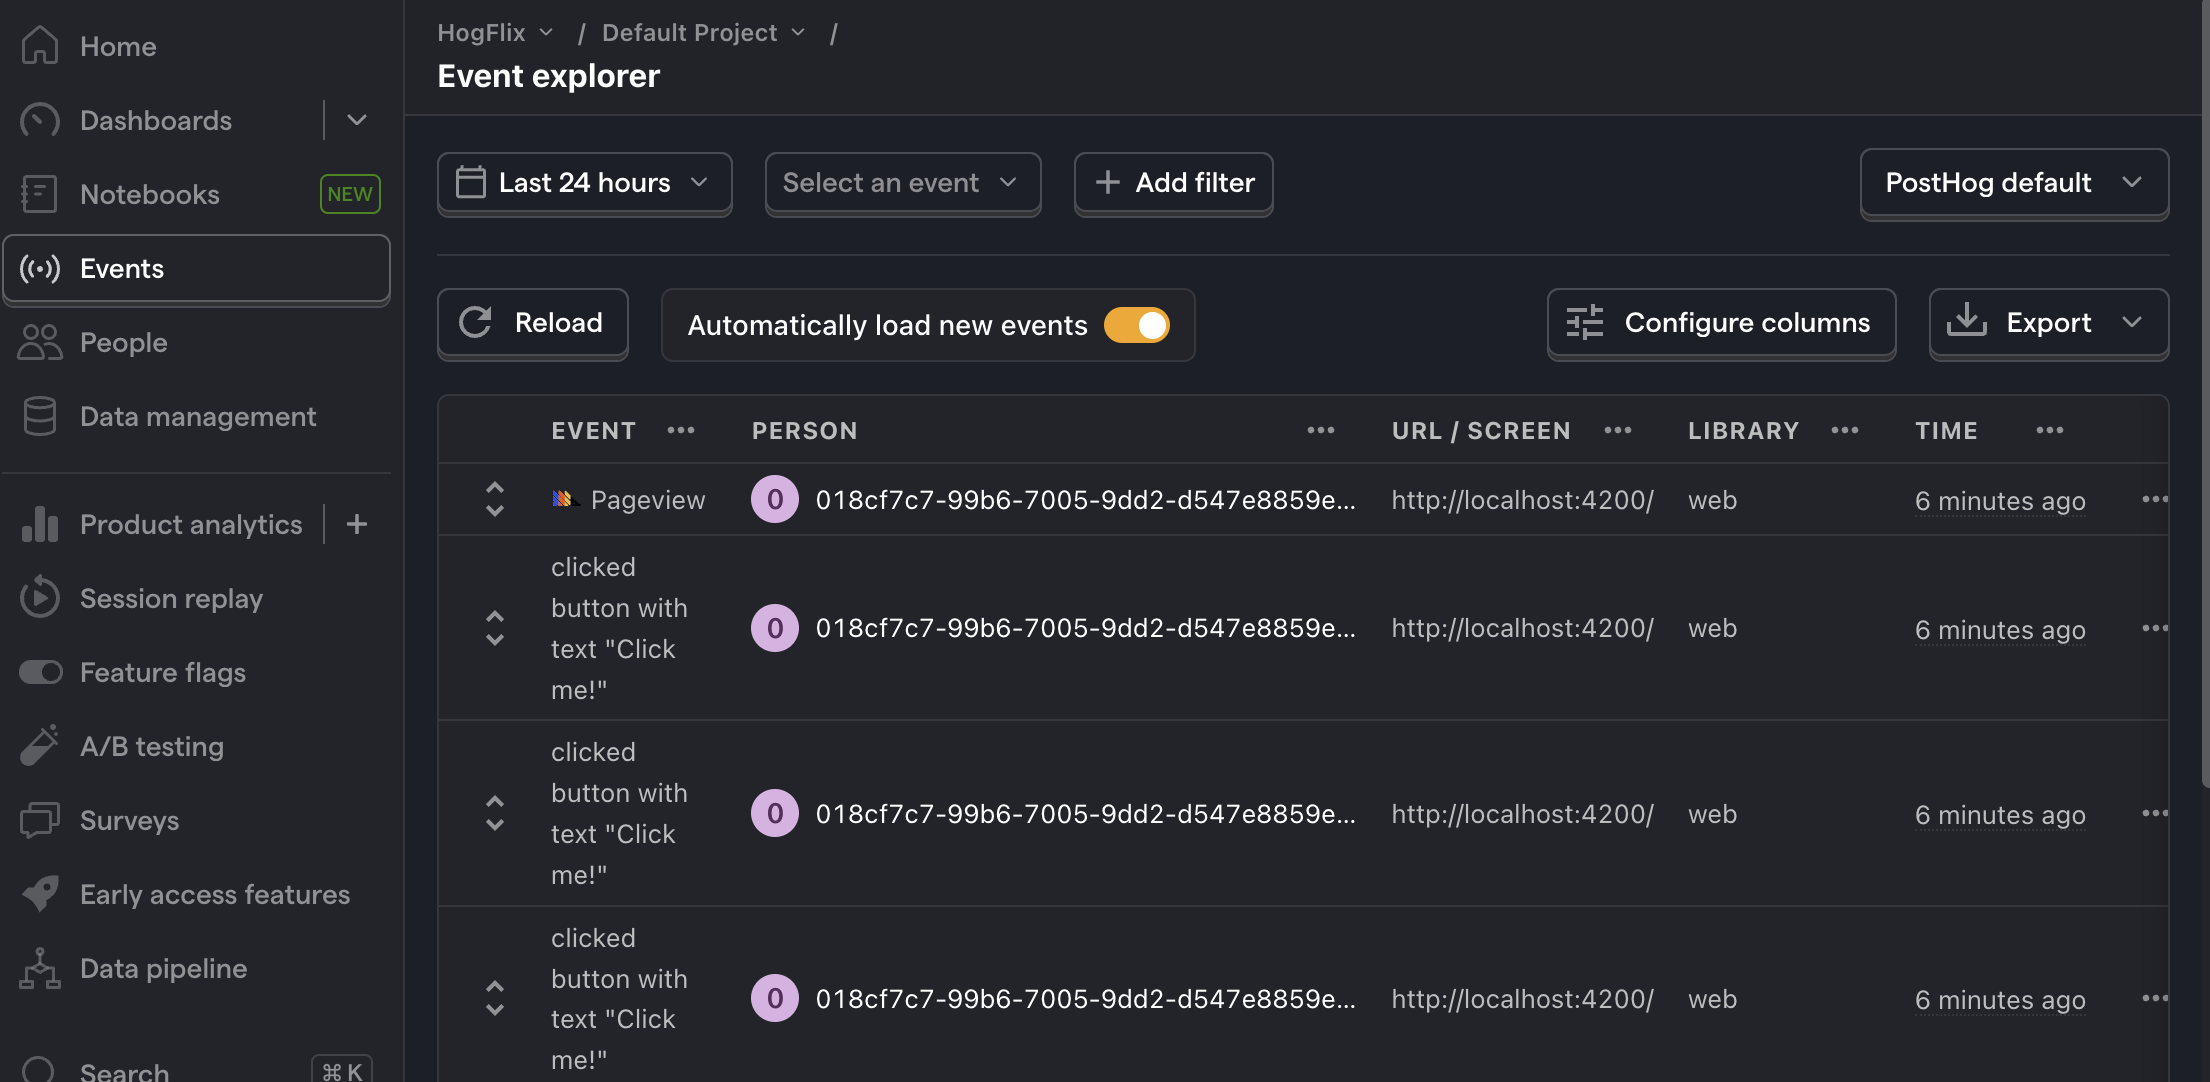 Home
Dashboards
Notebooks NEW
Events
People
Data management
Product analytics
Session replay
Feature flags
A/B testing
Surveys
Early access features
Data pipeline
Search ⌘ K
HogFlix / Default Project /
Event explorer
Last 24 hours Select an event + Add filter PostHog default
Reload Automatically load new events Configure columns Export
EVENT ••• PERSON ••• URL / SCREEN ••• LIBRARY ••• TIME •••
Pageview 0 018cf7c7-99b6-7005-9dd2-d547e8859e... http://localhost:4200/ web 6 minutes ago •••
clicked
button with
text "Click
me!"
0 018cf7c7-99b6-7005-9dd2-d547e8859e... http://localhost:4200/ web 6 minutes ago •••
clicked
button with
text "Click
me!"
0 018cf7c7-99b6-7005-9dd2-d547e8859e... http://localhost:4200/ web 6 minutes ago •••
clicked
button with
text "Click
me!"
0 018cf7c7-99b6-7005-9dd2-d547e8859e... http://localhost:4200/ web 6 minutes ago •••